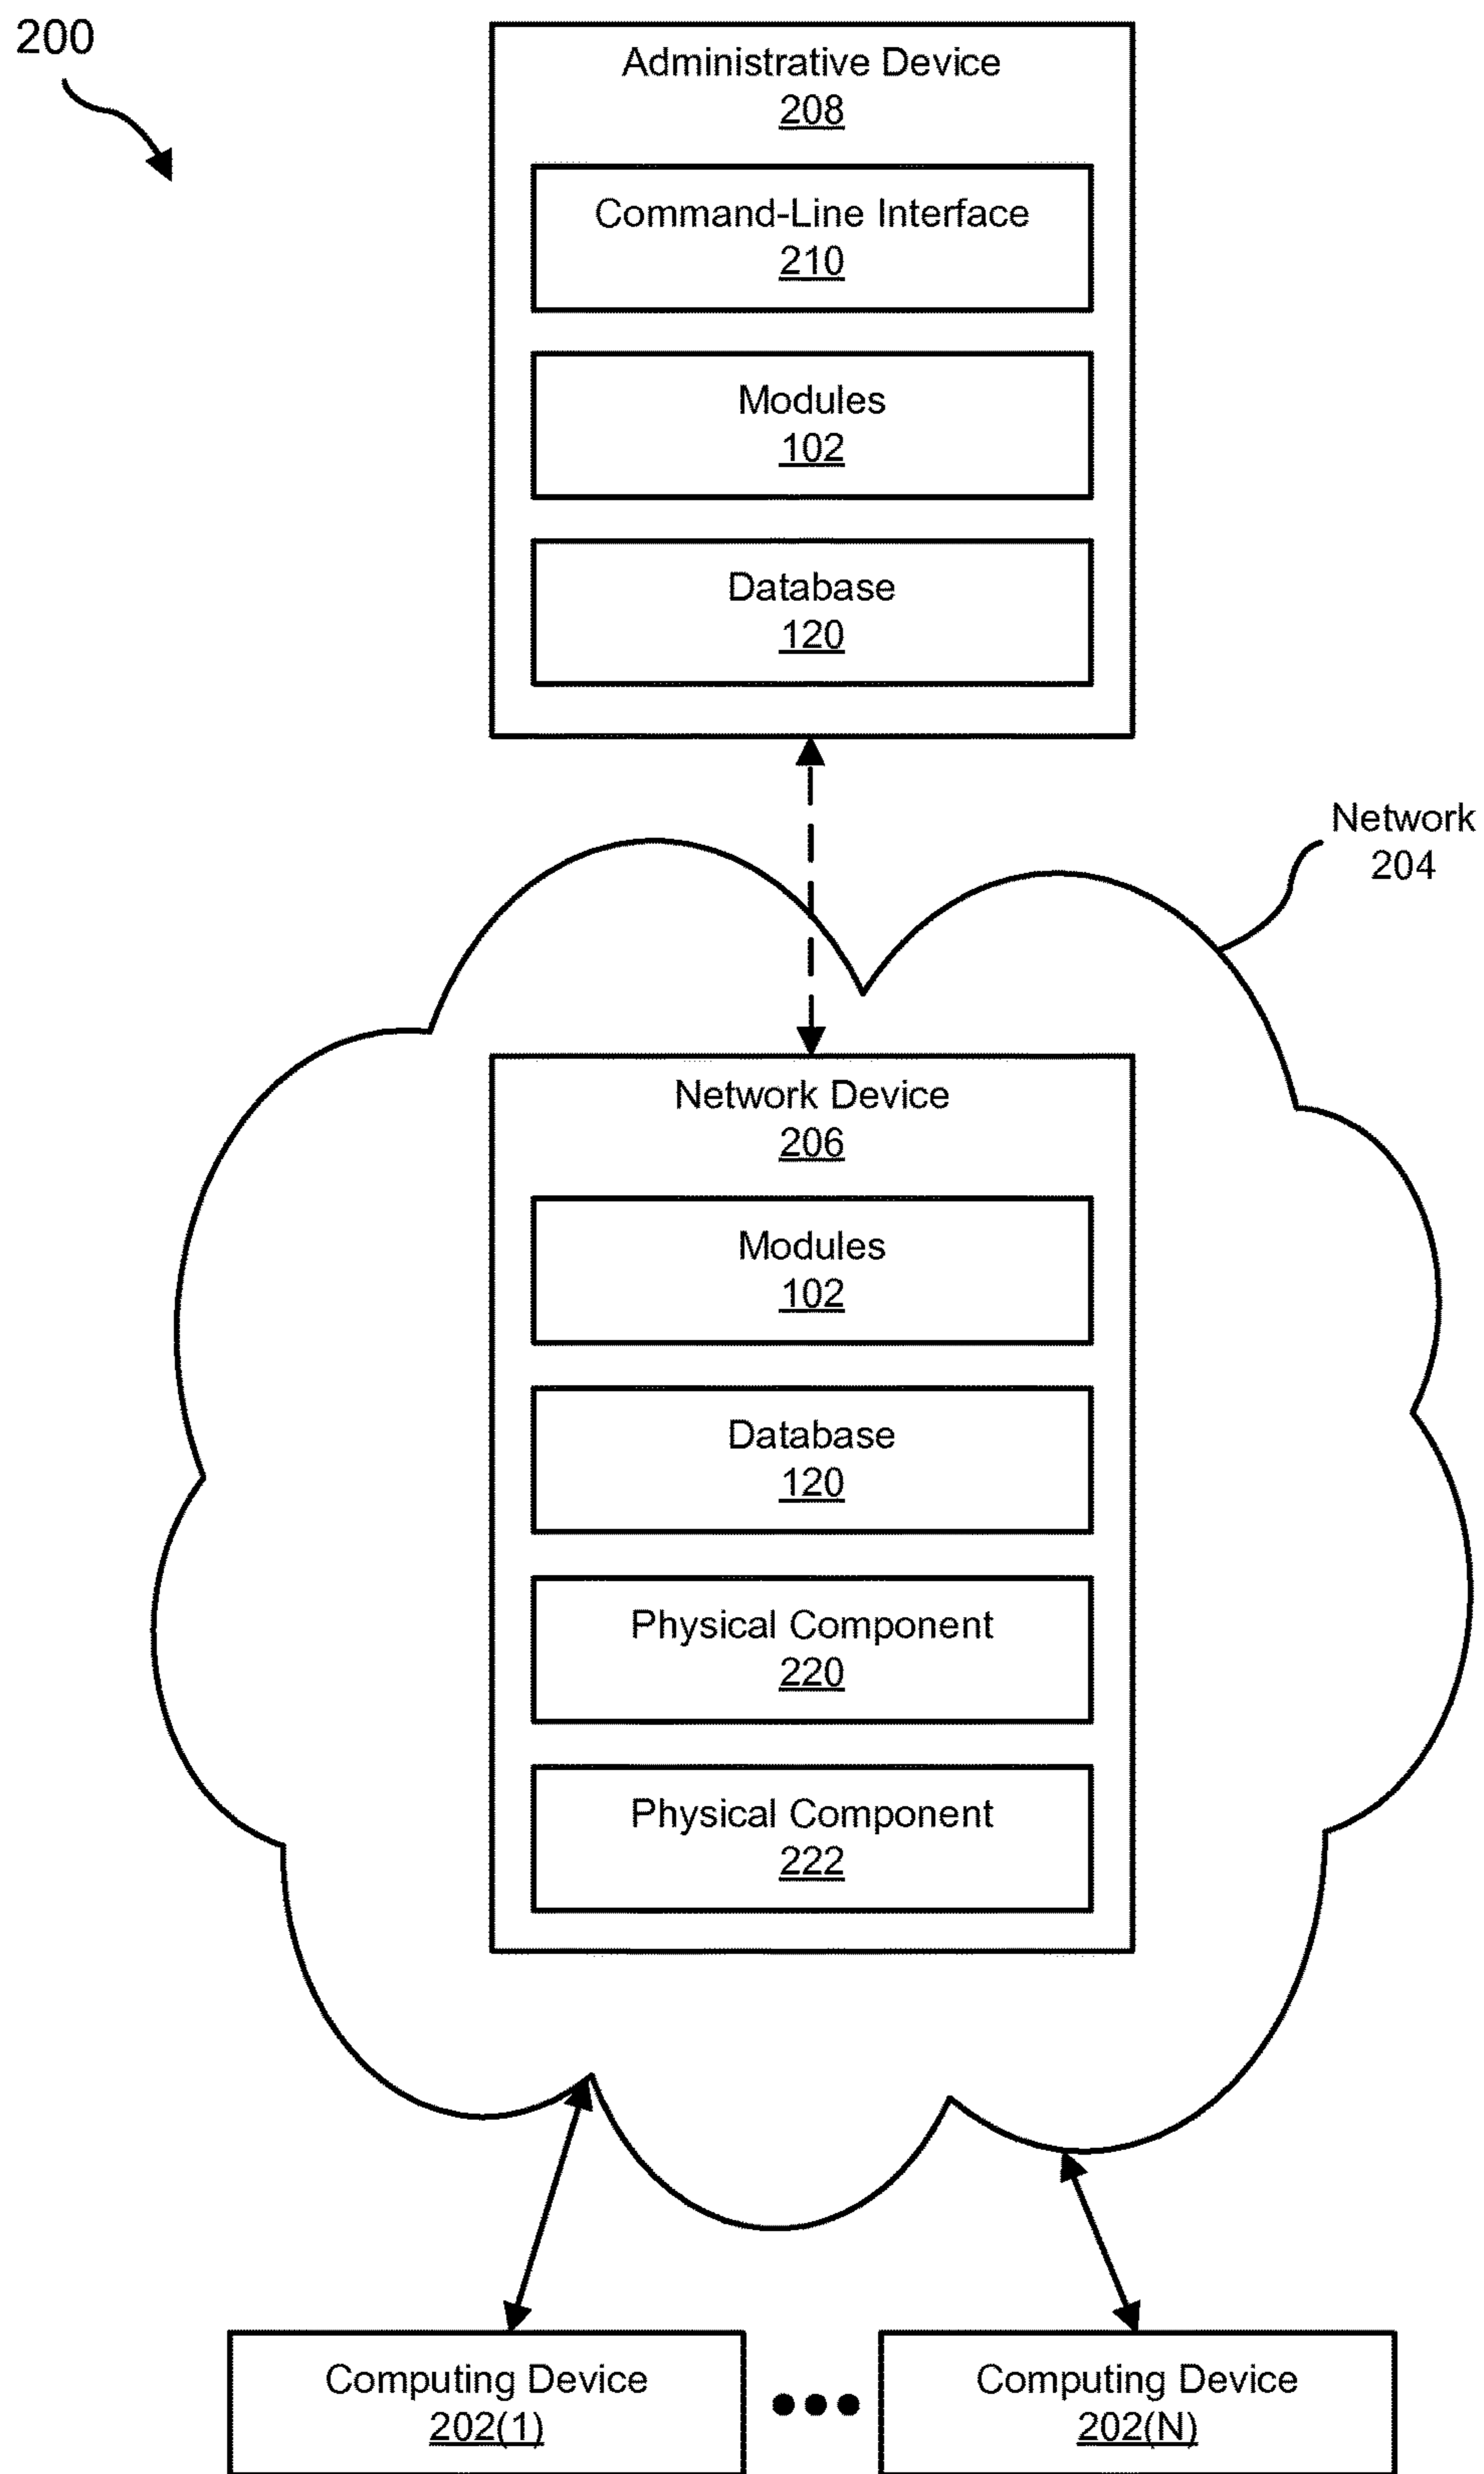 200
Administrative Device
208
Command-Line Interface
210
Modules
102
Database
120
Network
204
Network Device
206
Modules
102
Database
120
Physical Component
220
Physical Component
222
Computing Device
202(1)
Computing Device
202(N)